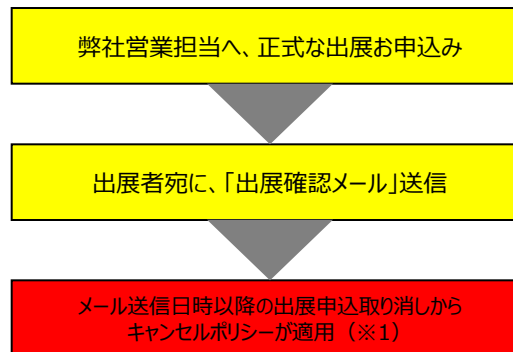 弊社営業担当へ、正式な出展お申込み
出展者宛に、「出展確認メール」送信
メール送信日時以降の出展申込取り消しから
キャンセルポリシーが適用（※1）